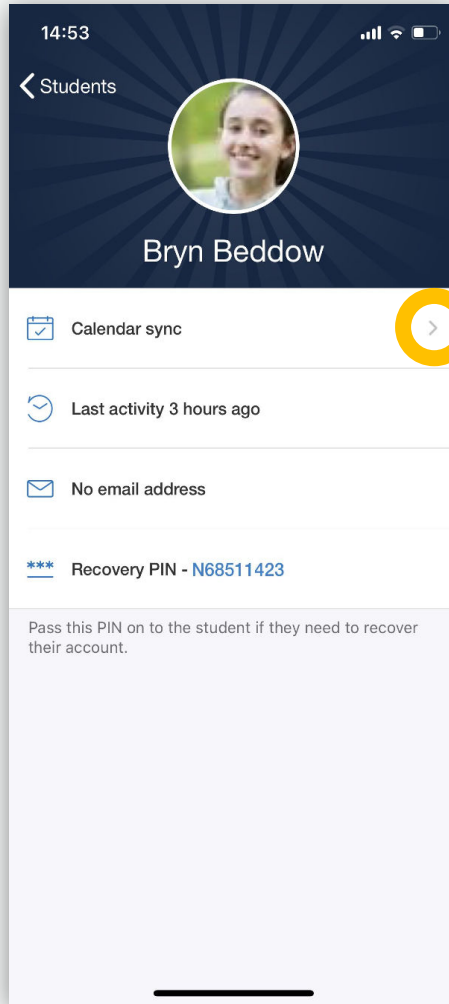 14:53
Students
Bryn Beddow
Calendar sync
Last activity 3 hours ago
No email address
*** Recovery PIN - N68511423
Pass this PIN on to the student if they need to recover
their account.